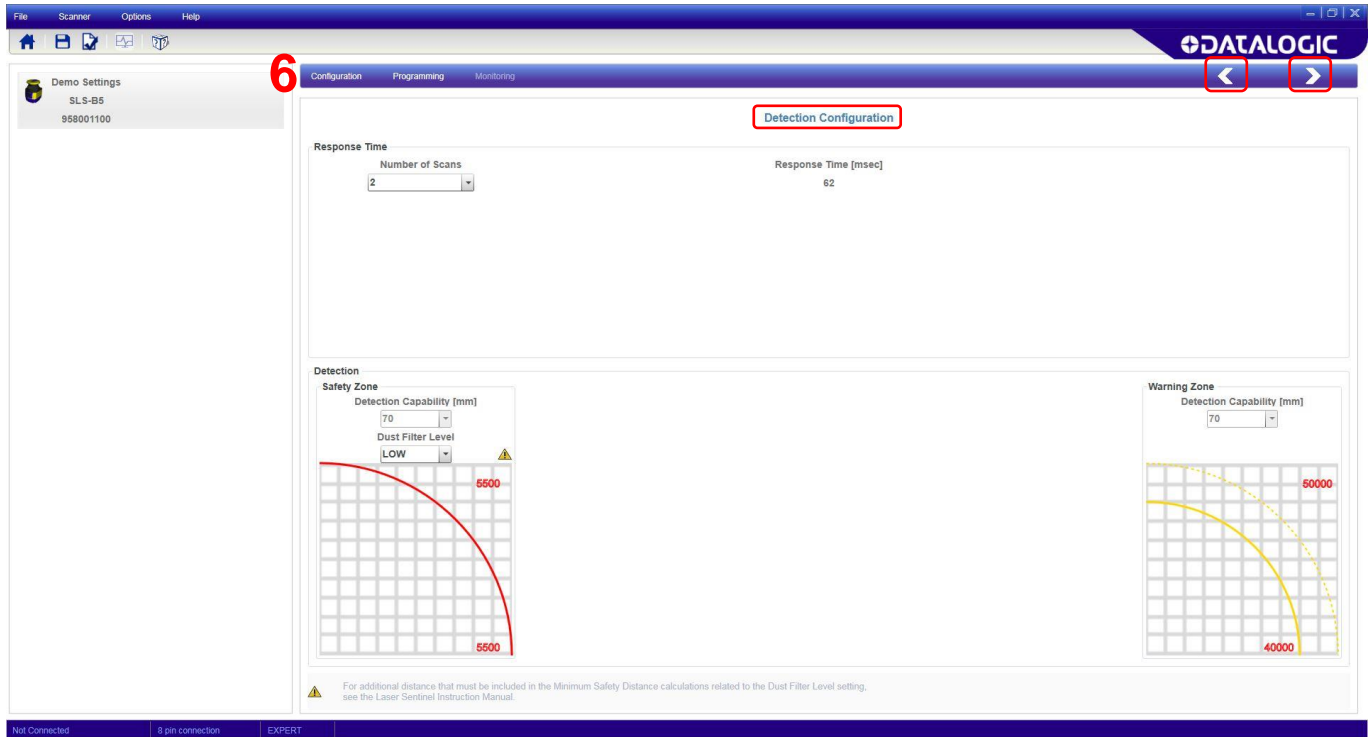 File Scanner Options Help
DATALOGIC
Demo Settings
SLS-B5
958001100
6
Configuration Programming Monitoring
Detection Configuration
Response Time
Number of Scans
2
Response Time [msec]
62
Detection
Safety Zone
Detection Capability [mm]
70
Dust Filter Level
LOW
5500
5500
Warning Zone
Detection Capability [mm]
70
50000
40000
For additional distance that must be included in the Minimum Safety Distance calculations related to the Dust Filter Level setting,
see the Laser Sentinel Instruction Manual.
Not Connected 8 pin connection EXPERT